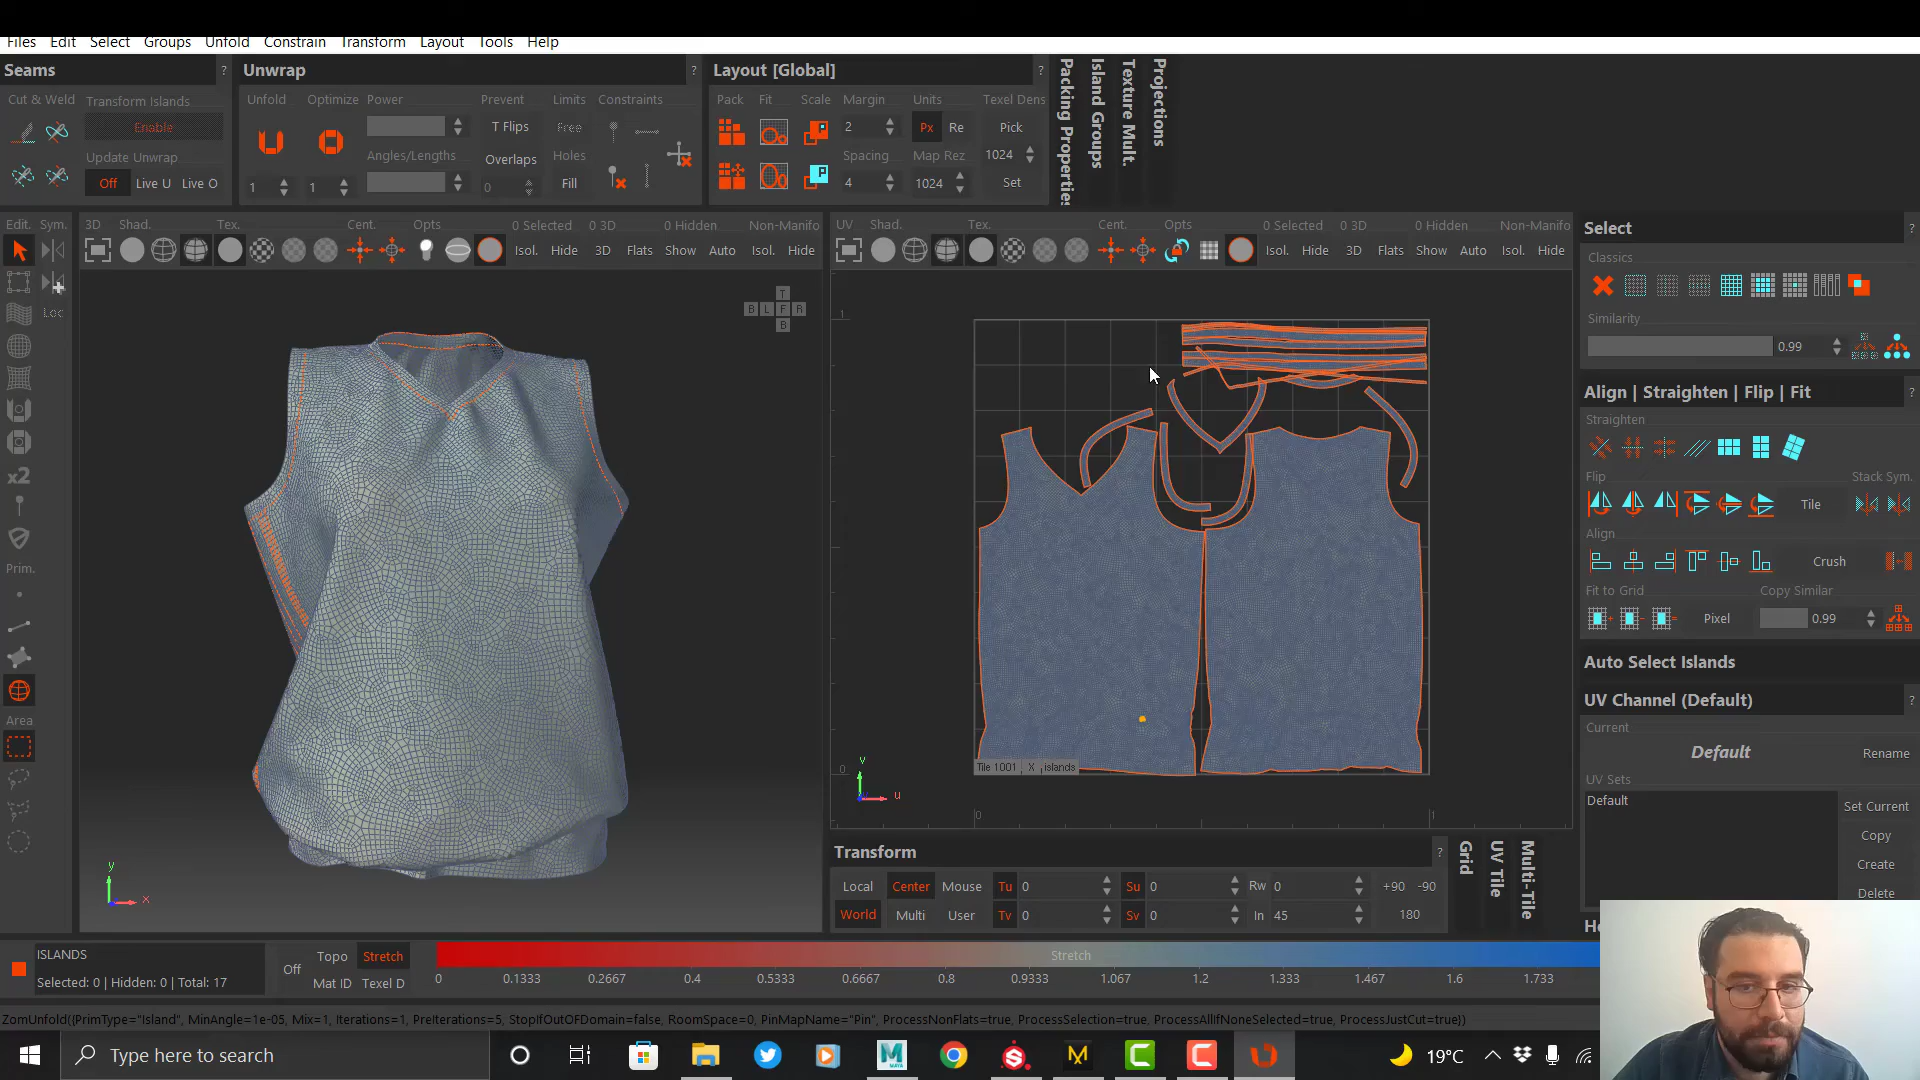 Files Edit Select Groups Unfold Constrain Transform Layout Tools Help
Seams ? Unwrap ? Layout [Global] ?
Packing Properties
Island Groups
Texture Mult.
Projections
Cut & Weld Transform Islands Unfold Optimize Power Prevent Limits Constraints Pack Fit Scale Margin Units Texel Dens
Enable T Flips Free 2 Px Re Pick
Update Unwrap Angles/Lengths Overlaps Holes Spacing Map Rez 1024
Off Live U Live O 1 1 0 Fill 4 1024 Set
Edit. Sym. 3D Shad. Tex. Cent. Opts 0 Selected 0 3D 0 Hidden Non-Manifo
Isol. Hide 3D Flats Show Auto Isol. Hide
UV Shad. Tex. Cent. Opts 0 Selected 0 3D 0 Hidden Non-Manifo
Isol. Hide 3D Flats Show Auto Isol. Hide
Loc
x2
Prim.
Area
T
B L F R
B
y
x
1
0
Tile 1001 X islands
v
u
0 1
Select ?
Classics
Similarity
0.99
Align | Straighten | Flip | Fit ?
Straighten
Flip Stack Sym.
Tile
Align
Crush
Fit to Grid Copy Similar
Pixel 0.99
Auto Select Islands
UV Channel (Default) ?
Current
Default Rename
UV Sets
Default Set Current
Copy
Create
Delete
Transform ?
Local Center Mouse Tu 0 Su 0 Rw 0 +90 -90
World Multi User Tv 0 Sv 0 In 45 180
Grid
UV Tile
Multi-Tile
ISLANDS
Selected: 0 | Hidden: 0 | Total: 17
Off Topo Stretch
Mat ID Texel D
Stretch
0 0.1333 0.2667 0.4 0.5333 0.6667 0.8 0.9333 1.067 1.2 1.333 1.467 1.6 1.733
ZomUnfold({PrimType="Island", MinAngle=1e-05, Mix=1, Iterations=1, PreIterations=5, StopIfOutOFDomain=false, RoomSpace=0, PinMapName="Pin", ProcessNonFlats=true, ProcessSelection=true, ProcessAllIfNoneSelected=true, ProcessJustCut=true})
Type here to search 19°C